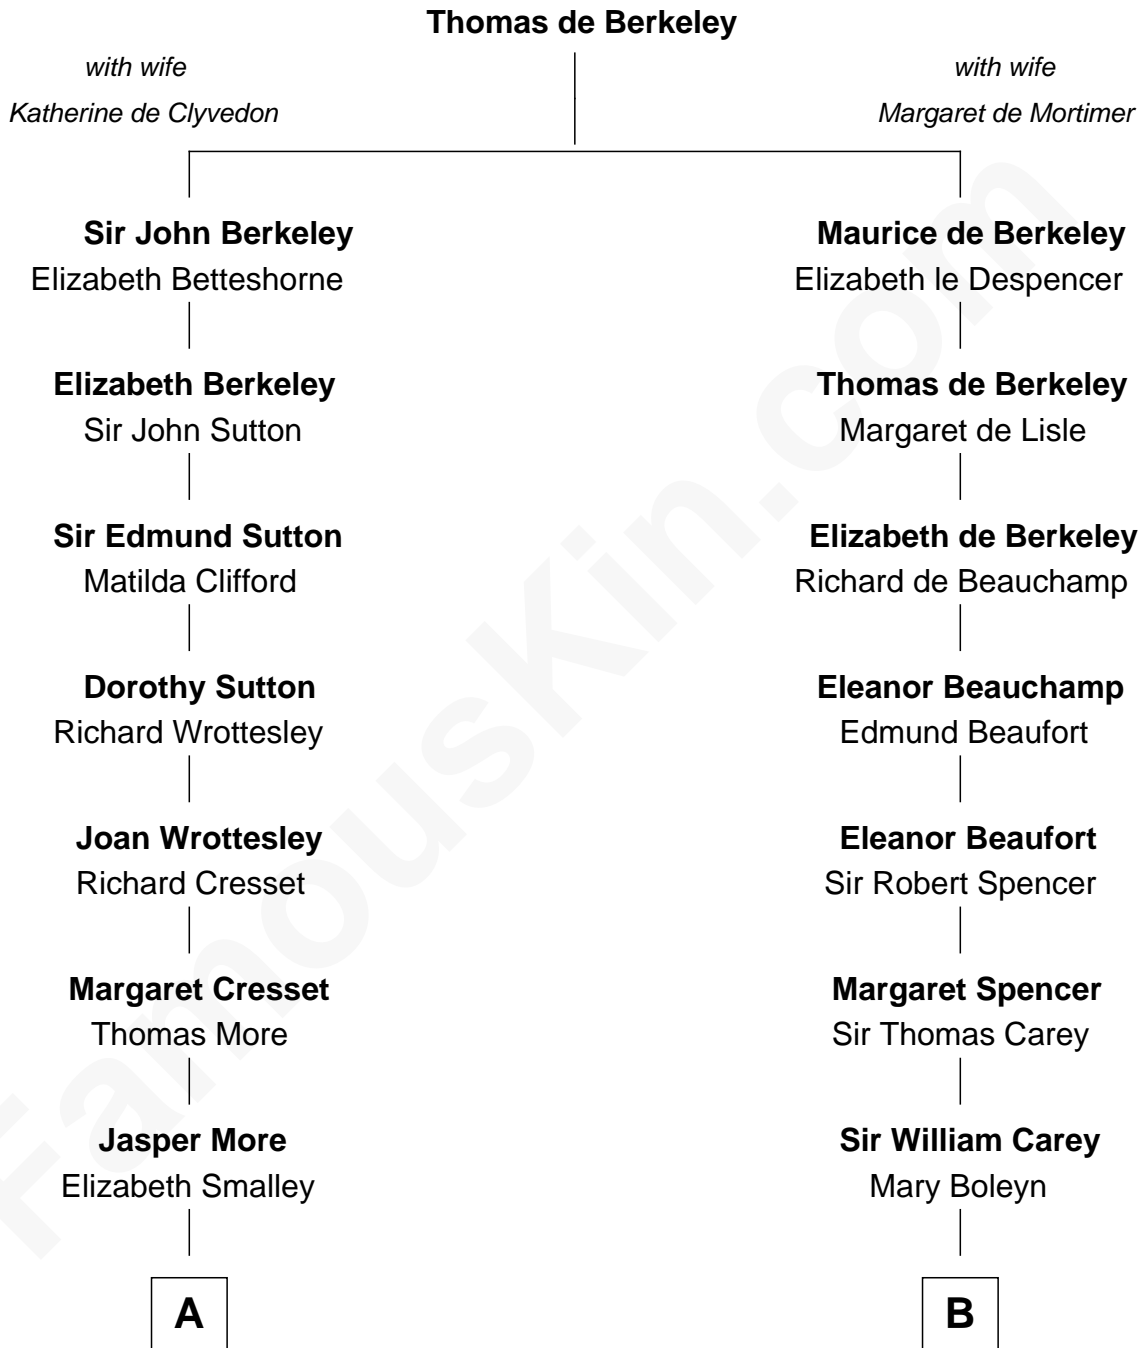 Thomas de Berkeley
with wife
Katherine de Clyvedon
with wife
Margaret de Mortimer
Sir John Berkeley
Elizabeth Betteshorne
Maurice de Berkeley
Elizabeth le Despencer
Elizabeth Berkeley
Sir John Sutton
Thomas de Berkeley
Margaret de Lisle
Sir Edmund Sutton
Matilda Clifford
Elizabeth de Berkeley
Richard de Beauchamp
Dorothy Sutton
Richard Wrottesley
Eleanor Beauchamp
Edmund Beaufort
Joan Wrottesley
Richard Cresset
Eleanor Beaufort
Sir Robert Spencer
Margaret Cresset
Thomas More
Margaret Spencer
Sir Thomas Carey
Jasper More
Elizabeth Smalley
Sir William Carey
Mary Boleyn
A
B
FamousKin.com